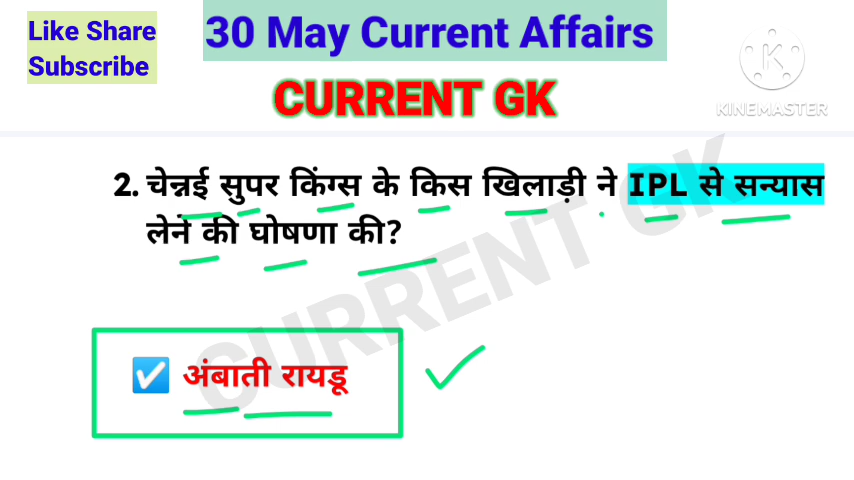 Like Share
Subscribe
30 May Current Affairs
CURRENT GK
KINEMASTER
2. चेन्नई सुपर किंग्स के किस खिलाड़ी ने IPL से सन्यास
लेने की घोषणा की?
CURRENT GK
☑ अंबाती रायडू